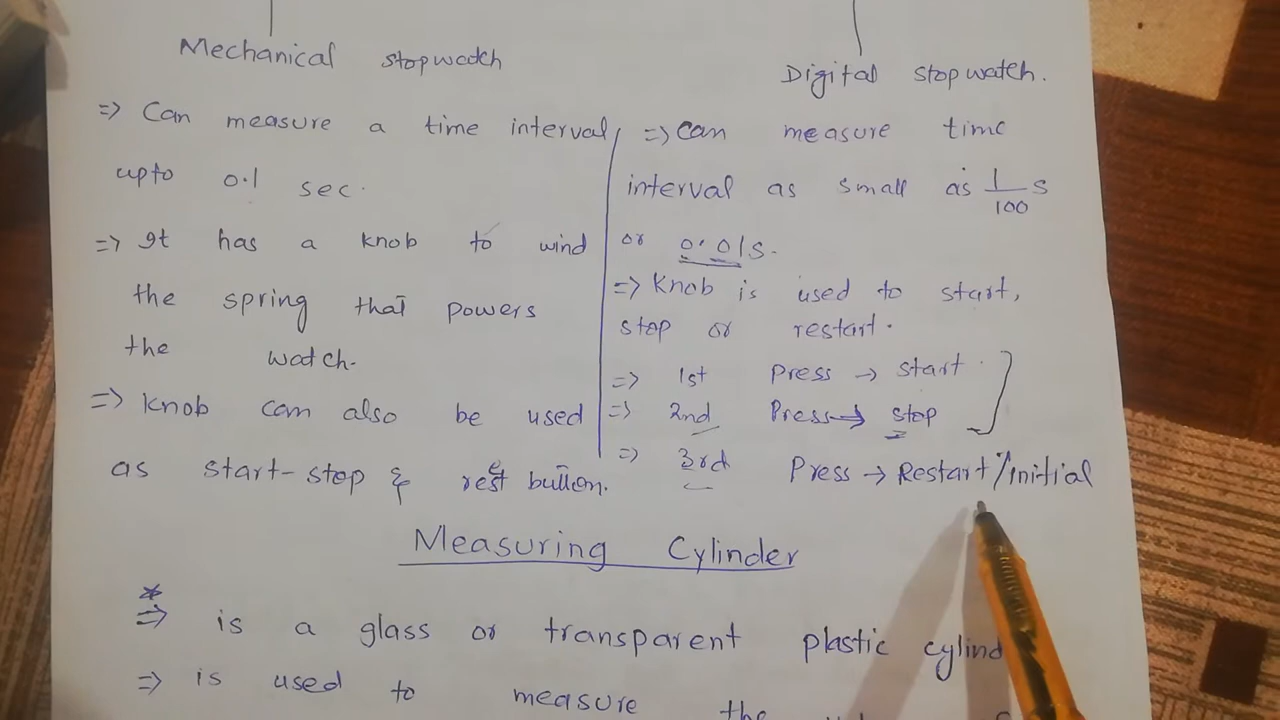 Mechanical stopwatch
=> Can measure a time interval
upto 0.1 sec.
=> It has a knob to wind
the spring that powers
the watch.
=> Knob can also be used
as start-stop & reset button.
Digital stopwatch.
=> Can measure time
interval as small as 1/100 s
or 0.01s.
=> Knob is used to start,
stop or restart.
=> 1st Press → start
=> 2nd Press → stop
=> 3rd Press → Restart/initial
Measuring Cylinder
*
=> is a glass or transparent plastic cylind
=> is used to measure the